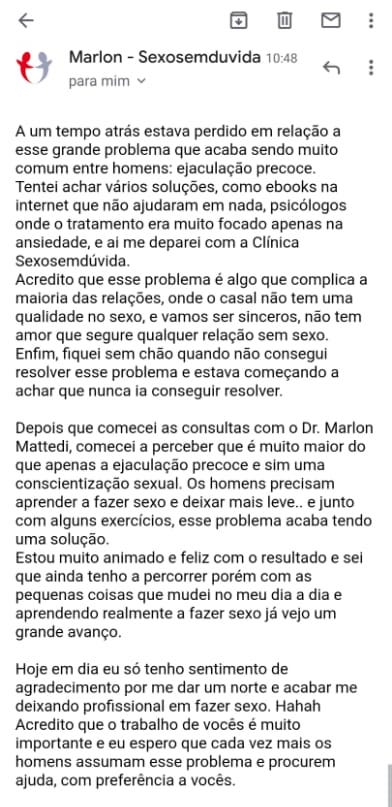 Marlon - Sexosemduvida 10:48
para mim
A um tempo atrás estava perdido em relação a
esse grande problema que acaba sendo muito
comum entre homens: ejaculação precoce.
Tentei achar vários soluções, como ebooks na
internet que não ajudaram em nada, psicólogos
onde o tratamento era muito focado apenas na
ansiedade, e ai me deparei com a Clínica
Sexosemdúvida.
Acredito que esse problema é algo que complica a
maioria das relações, onde o casal não tem uma
qualidade no sexo, e vamos ser sinceros, não tem
amor que segure qualquer relação sem sexo.
Enfim, fiquei sem chão quando não consegui
resolver esse problema e estava começando a
achar que nunca ia conseguir resolver.
Depois que comecei as consultas com o Dr. Marlon
Mattedi, comecei a perceber que é muito maior do
que apenas a ejaculação precoce e sim uma
conscientização sexual. Os homens precisam
aprender a fazer sexo e deixar mais leve.. e junto
com alguns exercícios, esse problema acaba tendo
uma solução.
Estou muito animado e feliz com o resultado e sei
que ainda tenho a percorrer porém com as
pequenas coisas que mudei no meu dia a dia e
aprendendo realmente a fazer sexo já vejo um
grande avanço.
Hoje em dia eu só tenho sentimento de
agradecimento por me dar um norte e acabar me
deixando profissional em fazer sexo. Hahah
Acredito que o trabalho de vocês é muito
importante e eu espero que cada vez mais os
homens assumam esse problema e procurem
ajuda, com preferência a vocês.